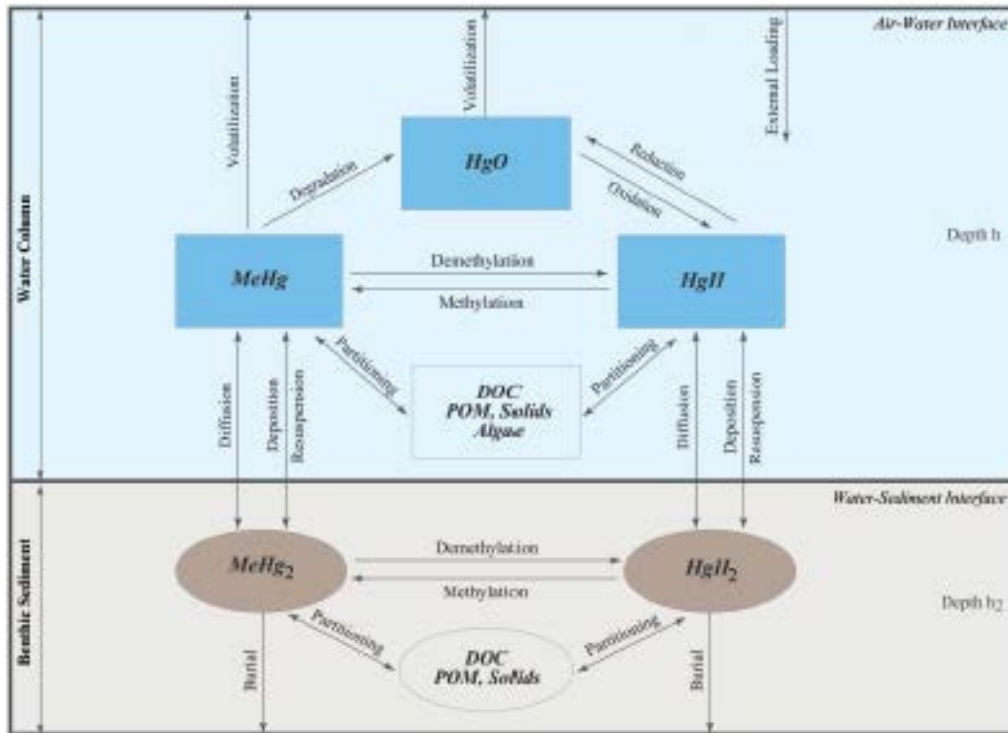 Air-Water Interface
Volatilization
Volatilization
External Loading
HgO
Degradation
Reduction
Oxidation
Water Column
Depth h
MeHg
Demethylation
Methylation
HgII
Partitioning
Partitioning
DOC
POM, Solids
Algae
Diffusion
Deposition
Resuspension
Diffusion
Deposition
Resuspension
Water-Sediment Interface
Benthic Sediment
MeHg2
Demethylation
Methylation
HgII2
Depth h2
Partitioning
Partitioning
DOC
POM, Solids
Burial
Burial